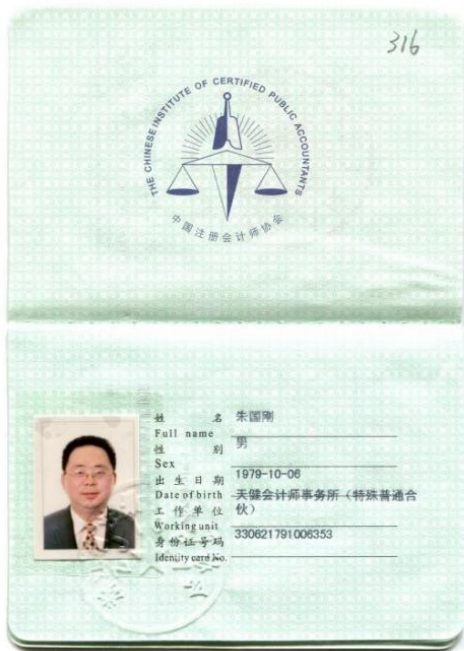 316
THE CHINESE INSTITUTE OF CERTIFIED PUBLIC ACCOUNTANTS
中国注册会计师协会
姓 名 朱国刚
Full name
性 别 男
Sex
出生日期 1979-10-06
Date of birth
工作单位 天健会计师事务所（特殊普通合
伙）
Working unit
身份证号码 330621791006353
Identity card No.